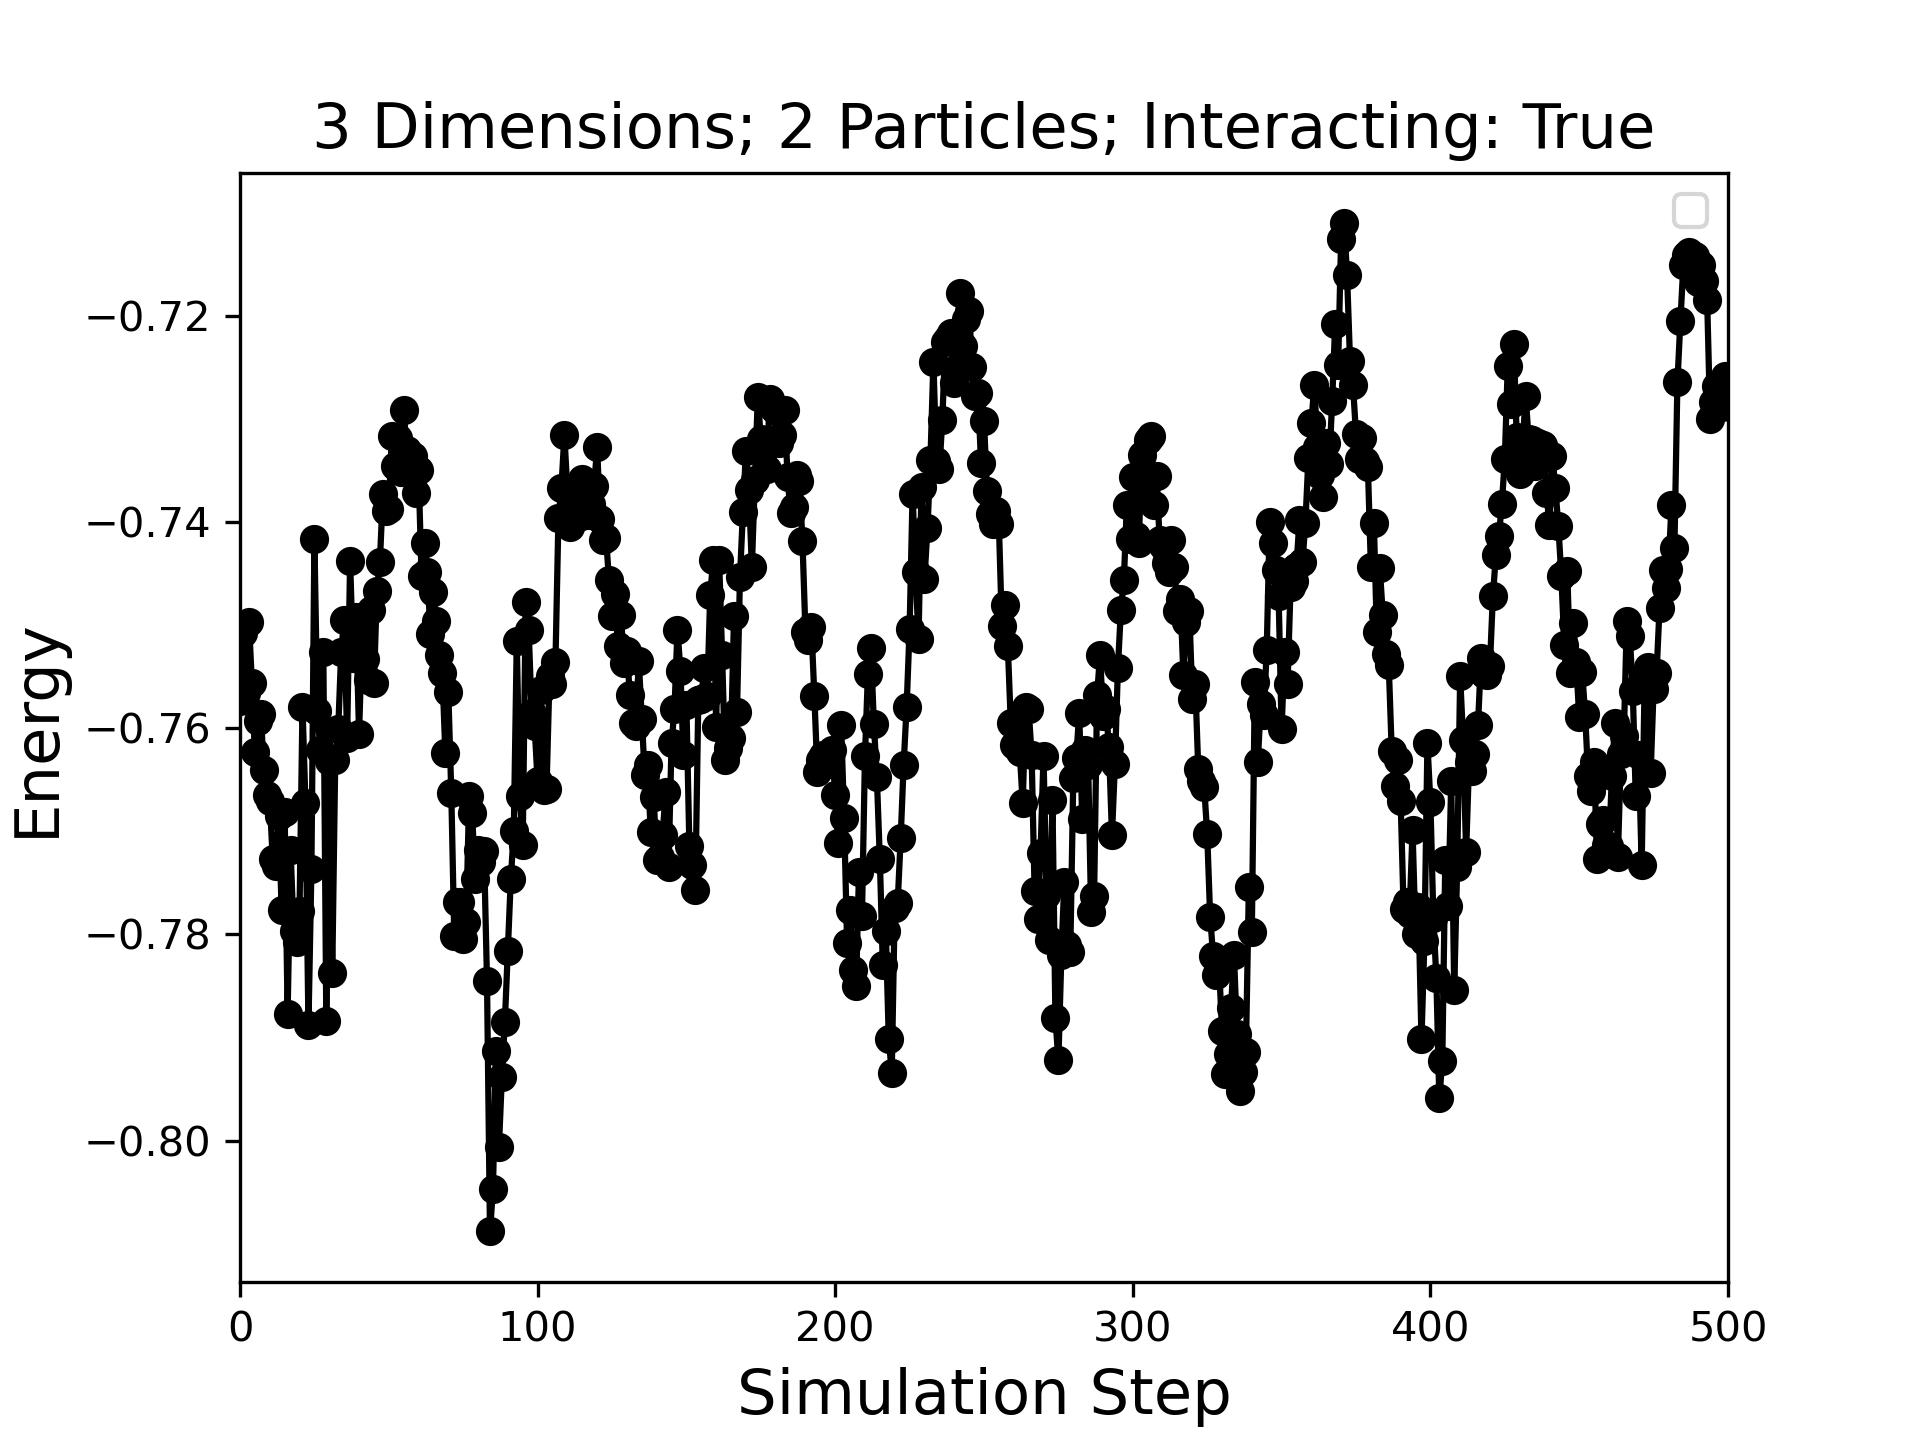 3 Dimensions; 2 Particles; Interacting: True
−0.72
−0.74
−0.76
−0.78
−0.80
Energy
0 100 200 300 400 500
Simulation Step